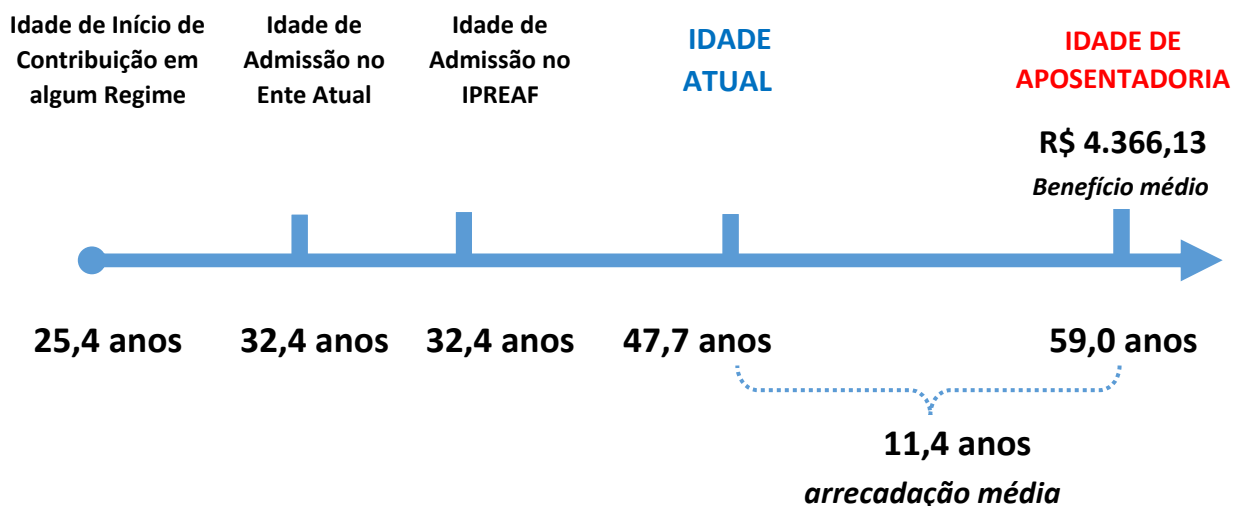 Idade de Início de
Contribuição em
algum Regime
Idade de
Admissão no
Ente Atual
Idade de
Admissão no
IPREAF
IDADE
ATUAL
IDADE DE
APOSENTADORIA
R$ 4.366,13
Benefício médio
25,4 anos
32,4 anos
32,4 anos
47,7 anos
59,0 anos
11,4 anos
arrecadação média